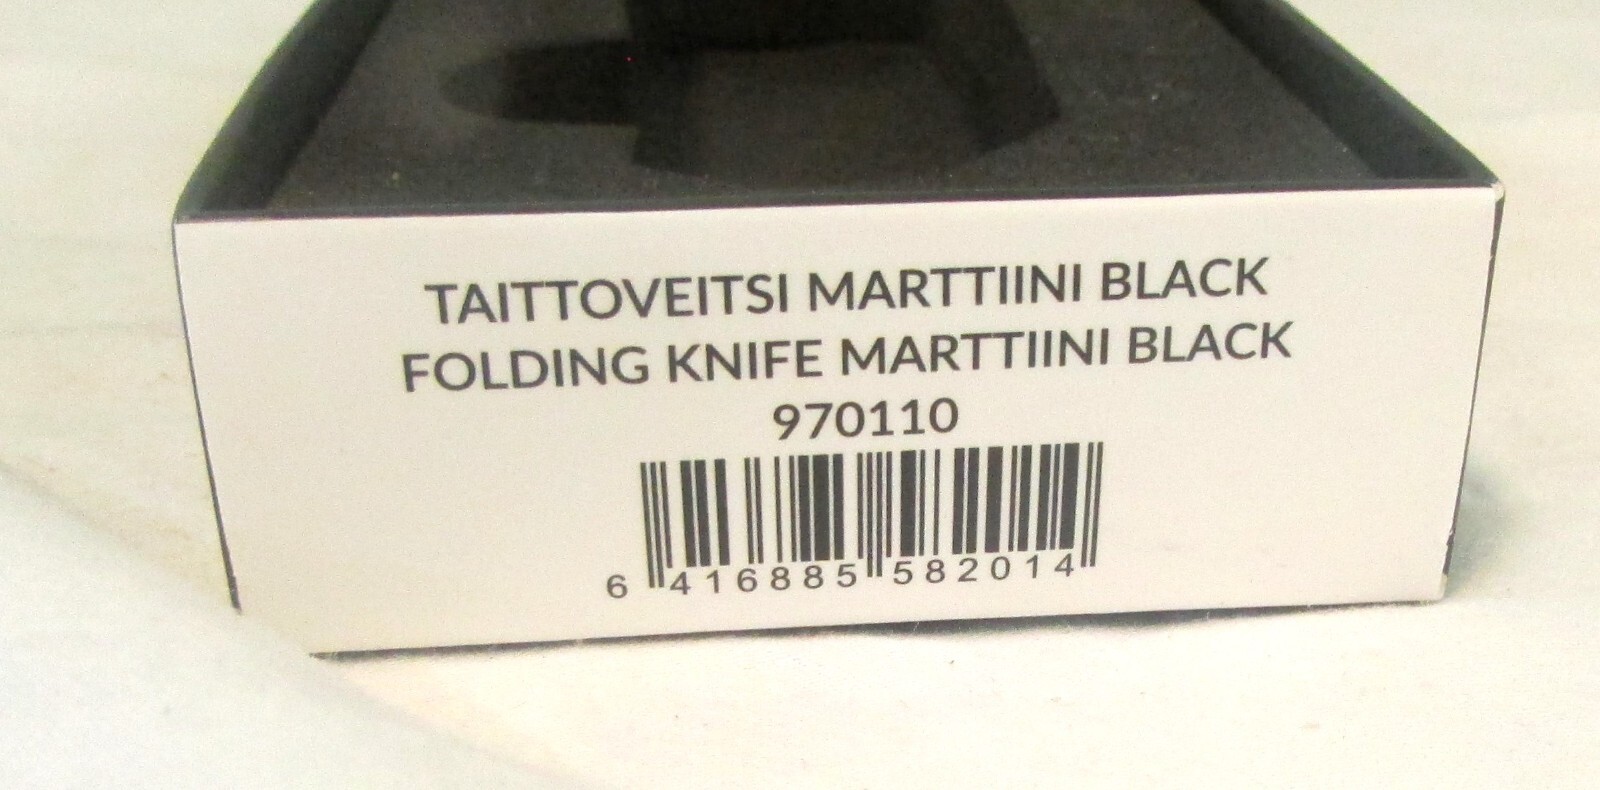 TAITTOVEITSI MARTTIINI BLACK
FOLDING KNIFE MARTTIINI BLACK
970110
6 416885 582014